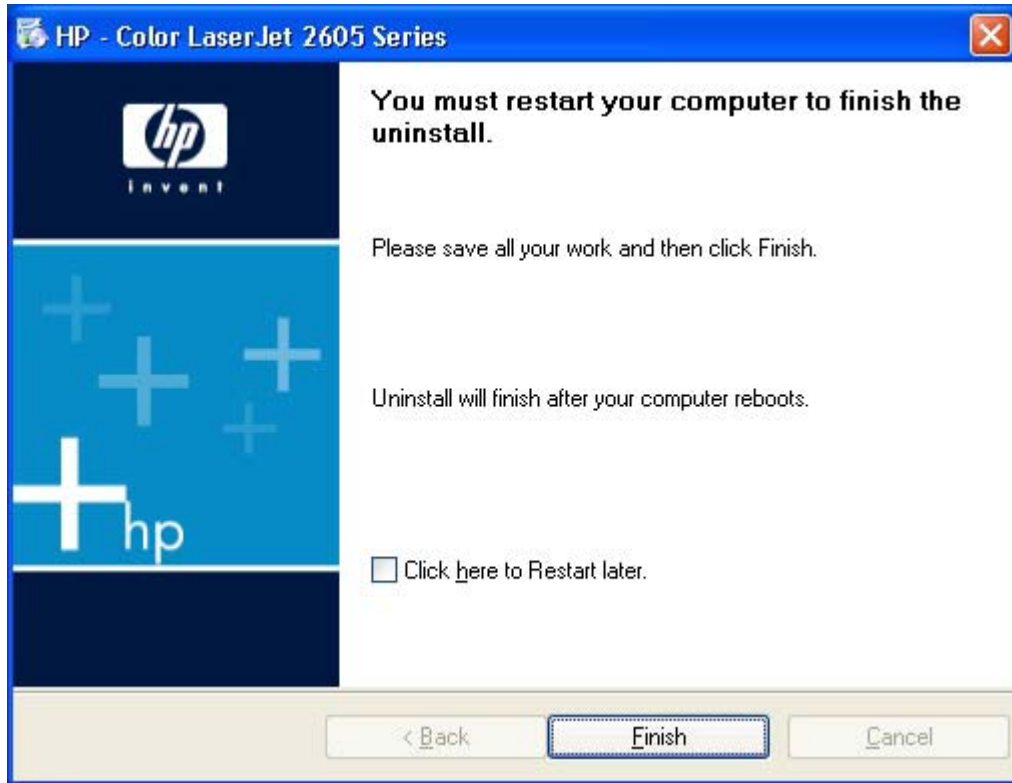 HP - Color LaserJet 2605 Series
hp
invent
You must restart your computer to finish the
uninstall.
Please save all your work and then click Finish.
Uninstall will finish after your computer reboots.
hp
Click here to Restart later.
< Back
Finish
Cancel